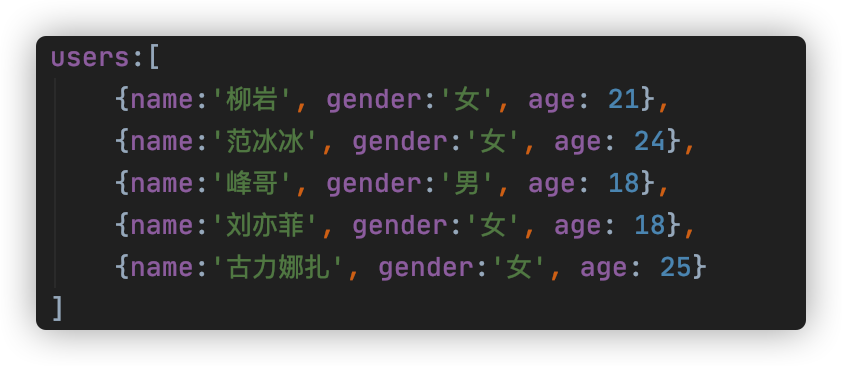 users:[
{name:'柳岩', gender:'女', age: 21},
{name:'范冰冰', gender:'女', age: 24},
{name:'峰哥', gender:'男', age: 18},
{name:'刘亦菲', gender:'女', age: 18},
{name:'古力娜扎', gender:'女', age: 25}
]